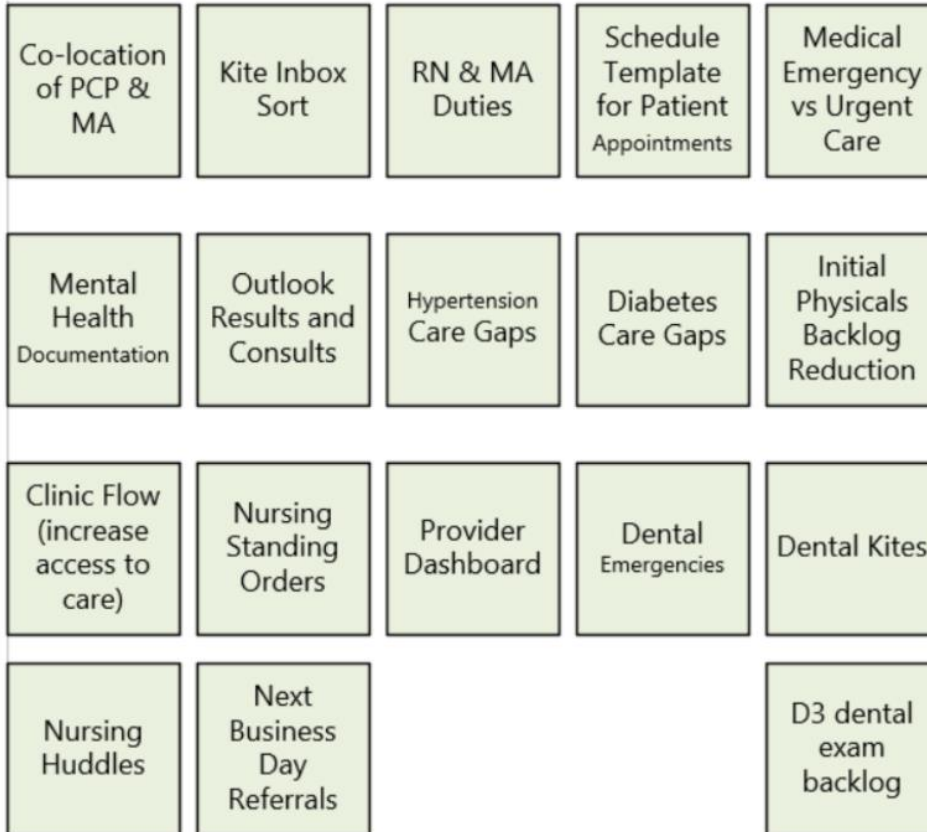 Co-location
of PCP &
MA
Kite Inbox
Sort
RN & MA
Duties
Schedule
Template
for Patient
Appointments
Medical
Emergency
vs Urgent
Care
Mental
Health
Documentation
Outlook
Results and
Consults
Hypertension
Care Gaps
Diabetes
Care Gaps
Initial
Physicals
Backlog
Reduction
Clinic Flow
(increase
access to
care)
Nursing
Standing
Orders
Provider
Dashboard
Dental
Emergencies
Dental Kites
Nursing
Huddles
Next
Business
Day
Referrals
D3 dental
exam
backlog